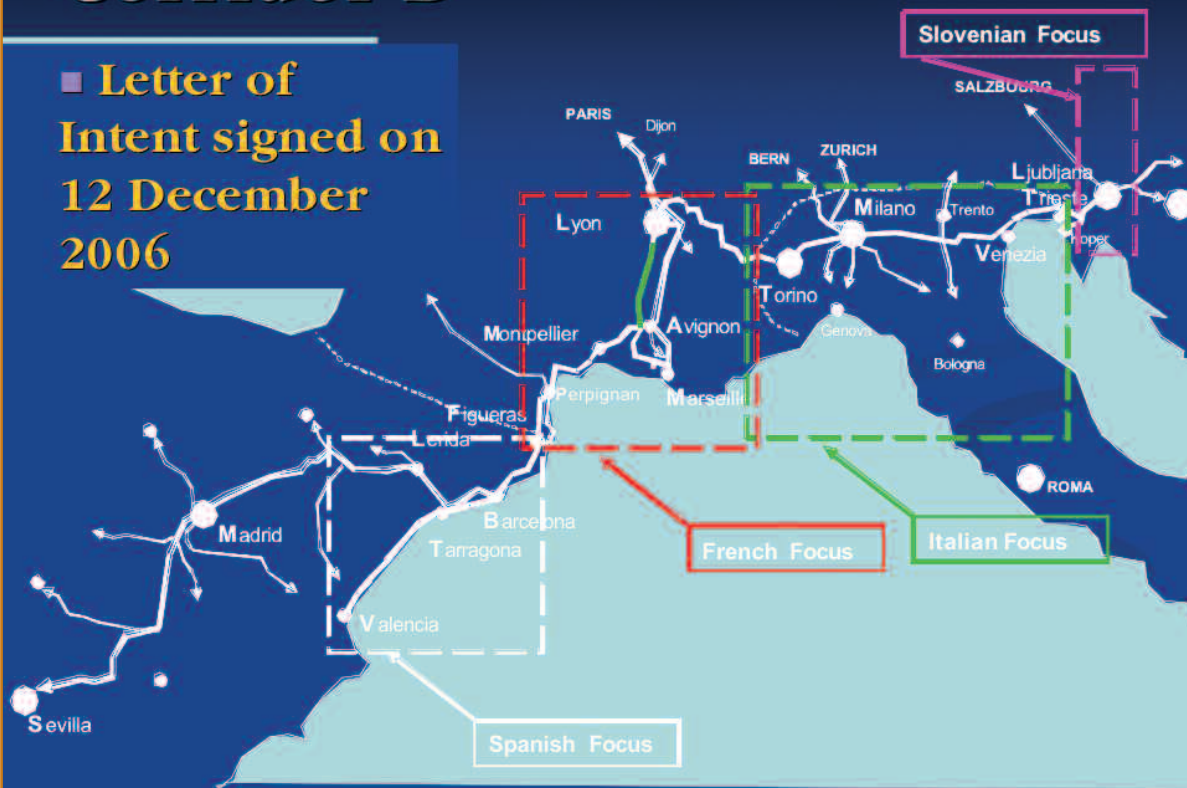 Slovenian Focus
Letter of
Intent signed on
12 December
2006
SALZBOURG
PARIS
Dijon
BERN
ZURICH
Ljubljana
Trieste
Koper
Lyon
Milano
Trento
Venezia
Torino
Genova
Bologna
Montpellier
Avignon
Perpignan
Marseille
Figueras
Lerida
ROMA
Madrid
Barcelona
Tarragona
French Focus
Italian Focus
Valencia
Sevilla
Spanish Focus